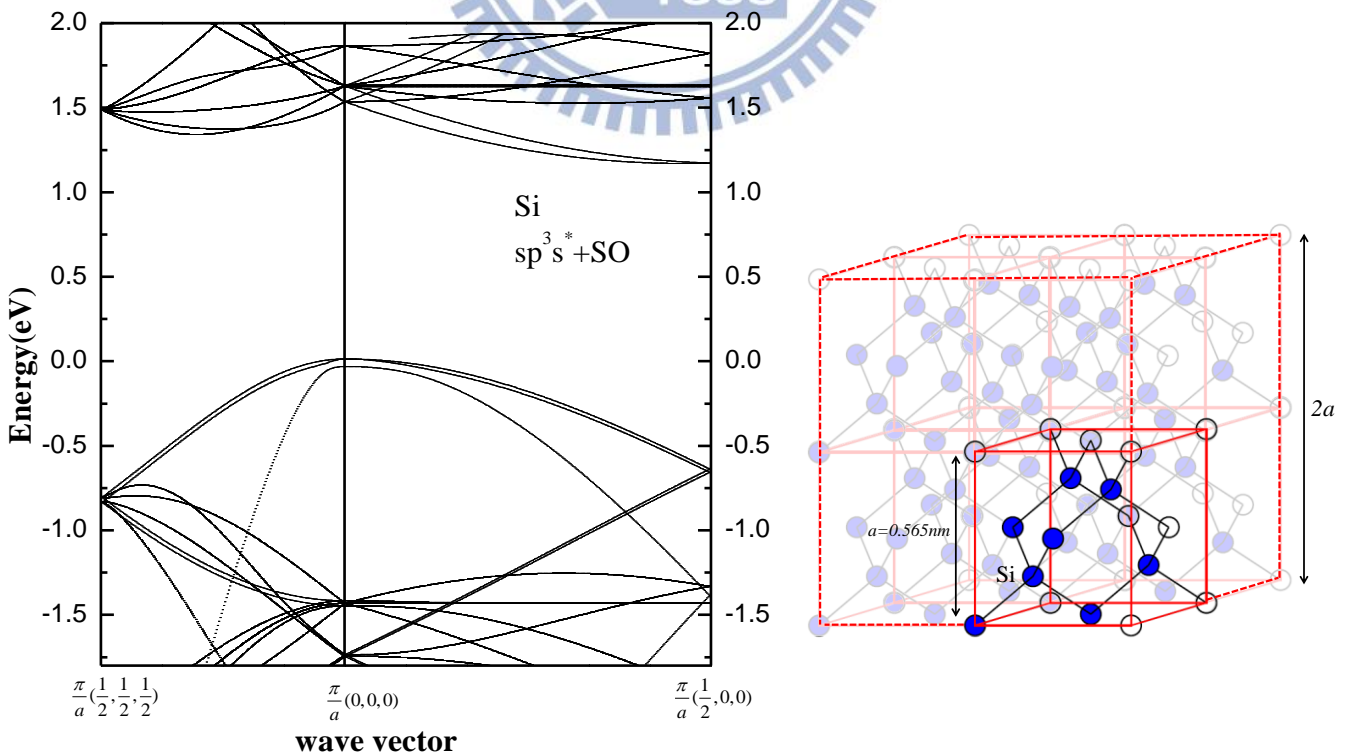 2.0
1.5
1.0
0.5
0.0
-0.5
-1.0
-1.5
Energy(eV)
2.0
1.5
1.0
0.5
0.0
-0.5
-1.0
-1.5
Si
sp³s*+SO
π/a(1/2,1/2,1/2)
π/a(0,0,0)
π/a(1/2,0,0)
wave vector
2a
a=0.565nm
Si